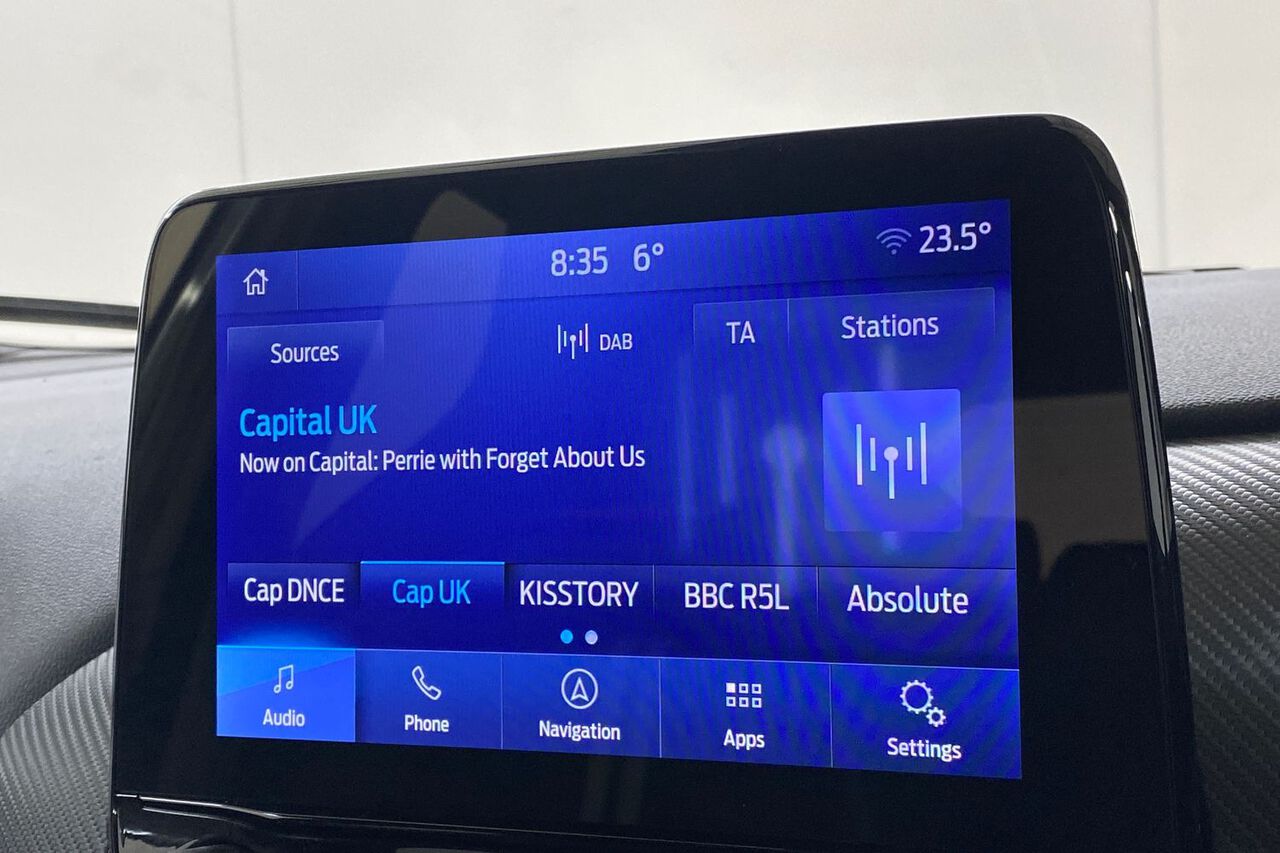 8:35 6° 23.5°
Sources DAB TA Stations
Capital UK
Now on Capital: Perrie with Forget About Us
Cap DNCE Cap UK KISSTORY BBC R5L Absolute
Audio Phone Navigation Apps Settings